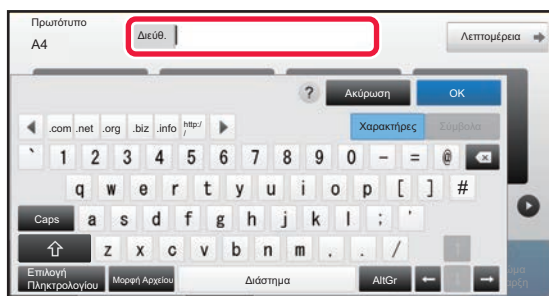 Πρωτότυπο
A4
Διεύθ.
Λεπτομέρεια
?
Ακύρωση
OK
.com .net .org .biz .info http:/
/
Χαρακτήρες Σύμβολα
` 1 2 3 4 5 6 7 8 9 0 - = @
q w e r t y u i o p [ ] #
Caps a s d f g h j k l ; '
z x c v b n m , . /
Επιλογή
Πληκτρολογίου
Μορφή Αρχείου
Διάστημα
AltGr